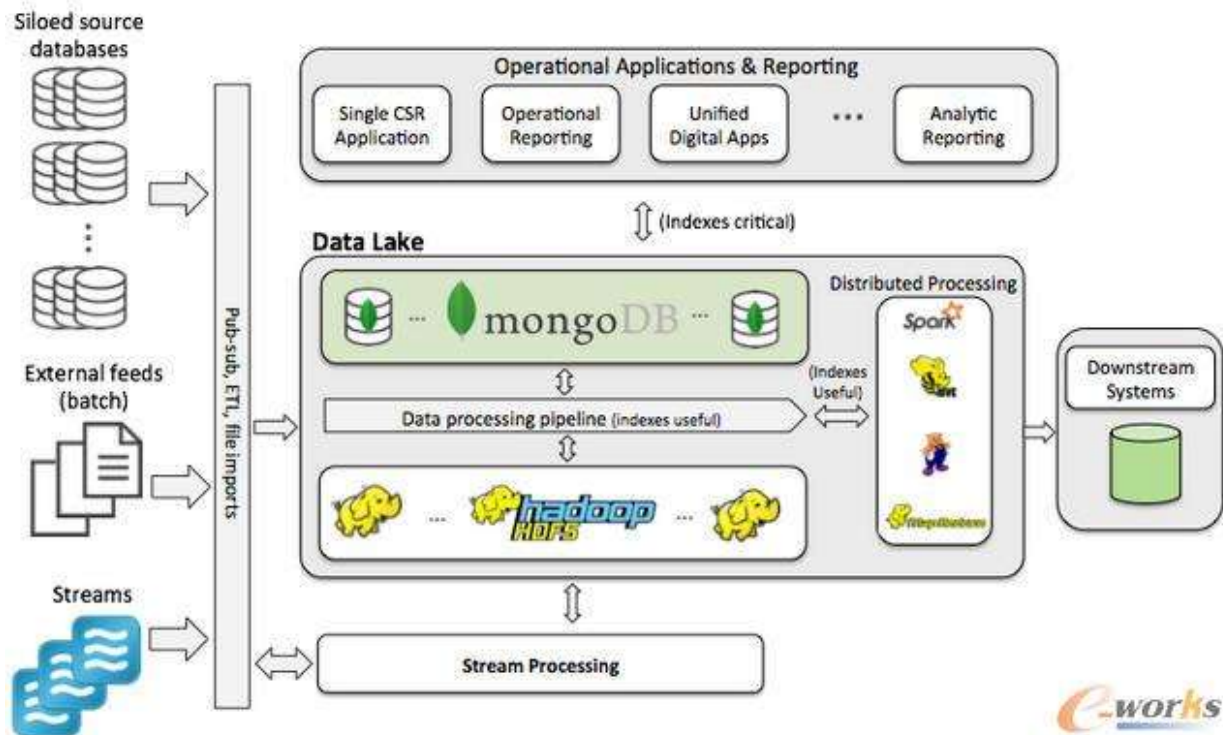 Siloed source
databases
Operational Applications & Reporting
Single CSR
Application
Operational
Reporting
Unified
Digital Apps
...
Analytic
Reporting
(Indexes critical)
Data Lake
... mongoDB ...
Distributed Processing
Spark
HIVE
Pub-sub, ETL, file imports
External feeds
(batch)
Data processing pipeline (indexes useful)
(Indexes
Useful)
Downstream
Systems
... hadoop ...
HDFS
Streams
Stream Processing
e-works